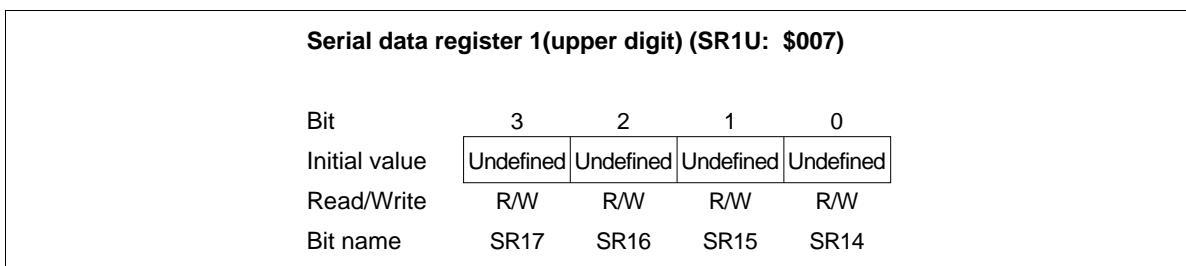 Serial data register 1(upper digit) (SR1U: $007)
Bit 3 2 1 0
Initial value Undefined Undefined Undefined Undefined
Read/Write R/W R/W R/W R/W
Bit name SR17 SR16 SR15 SR14